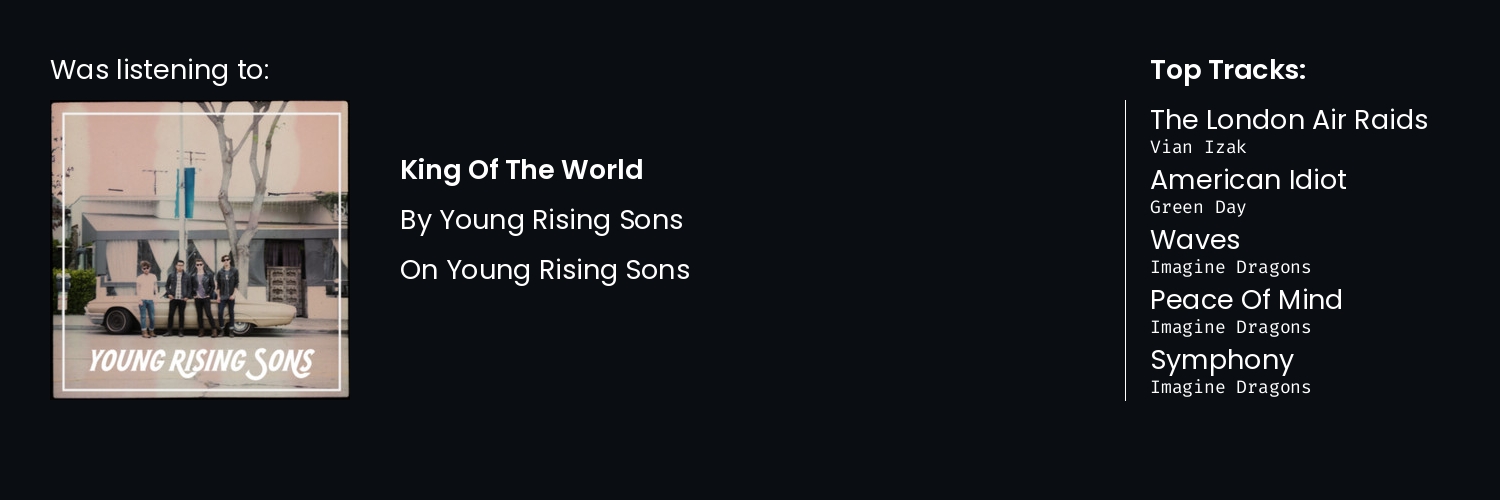 Was listening to:
YOUNG RISING SONS
King Of The World
By Young Rising Sons
On Young Rising Sons
Top Tracks:
The London Air Raids
Vian Izak
American Idiot
Green Day
Waves
Imagine Dragons
Peace Of Mind
Imagine Dragons
Symphony
Imagine Dragons